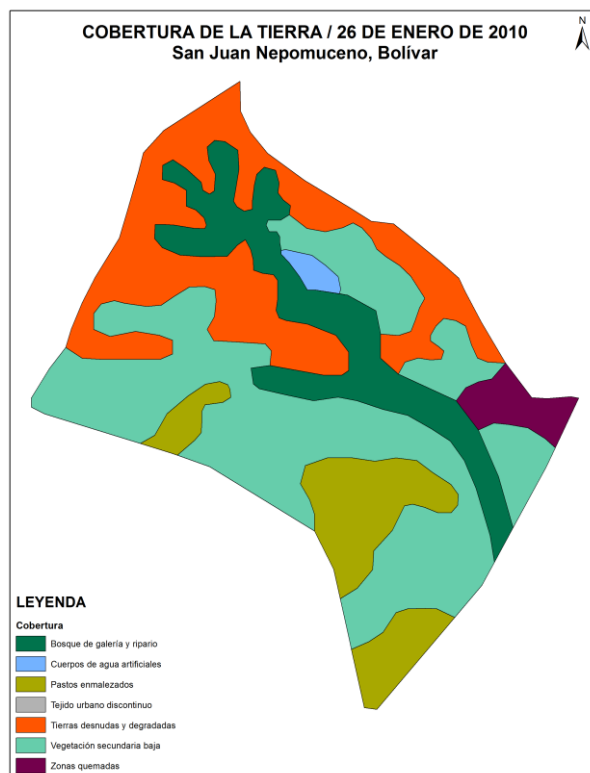 COBERTURA DE LA TIERRA / 26 DE ENERO DE 2010
San Juan Nepomuceno, Bolívar
N
LEYENDA
Cobertura
Bosque de galería y ripario
Cuerpos de agua artificiales
Pastos enmalezados
Tejido urbano discontinuo
Tierras desnudas y degradadas
Vegetación secundaria baja
Zonas quemadas